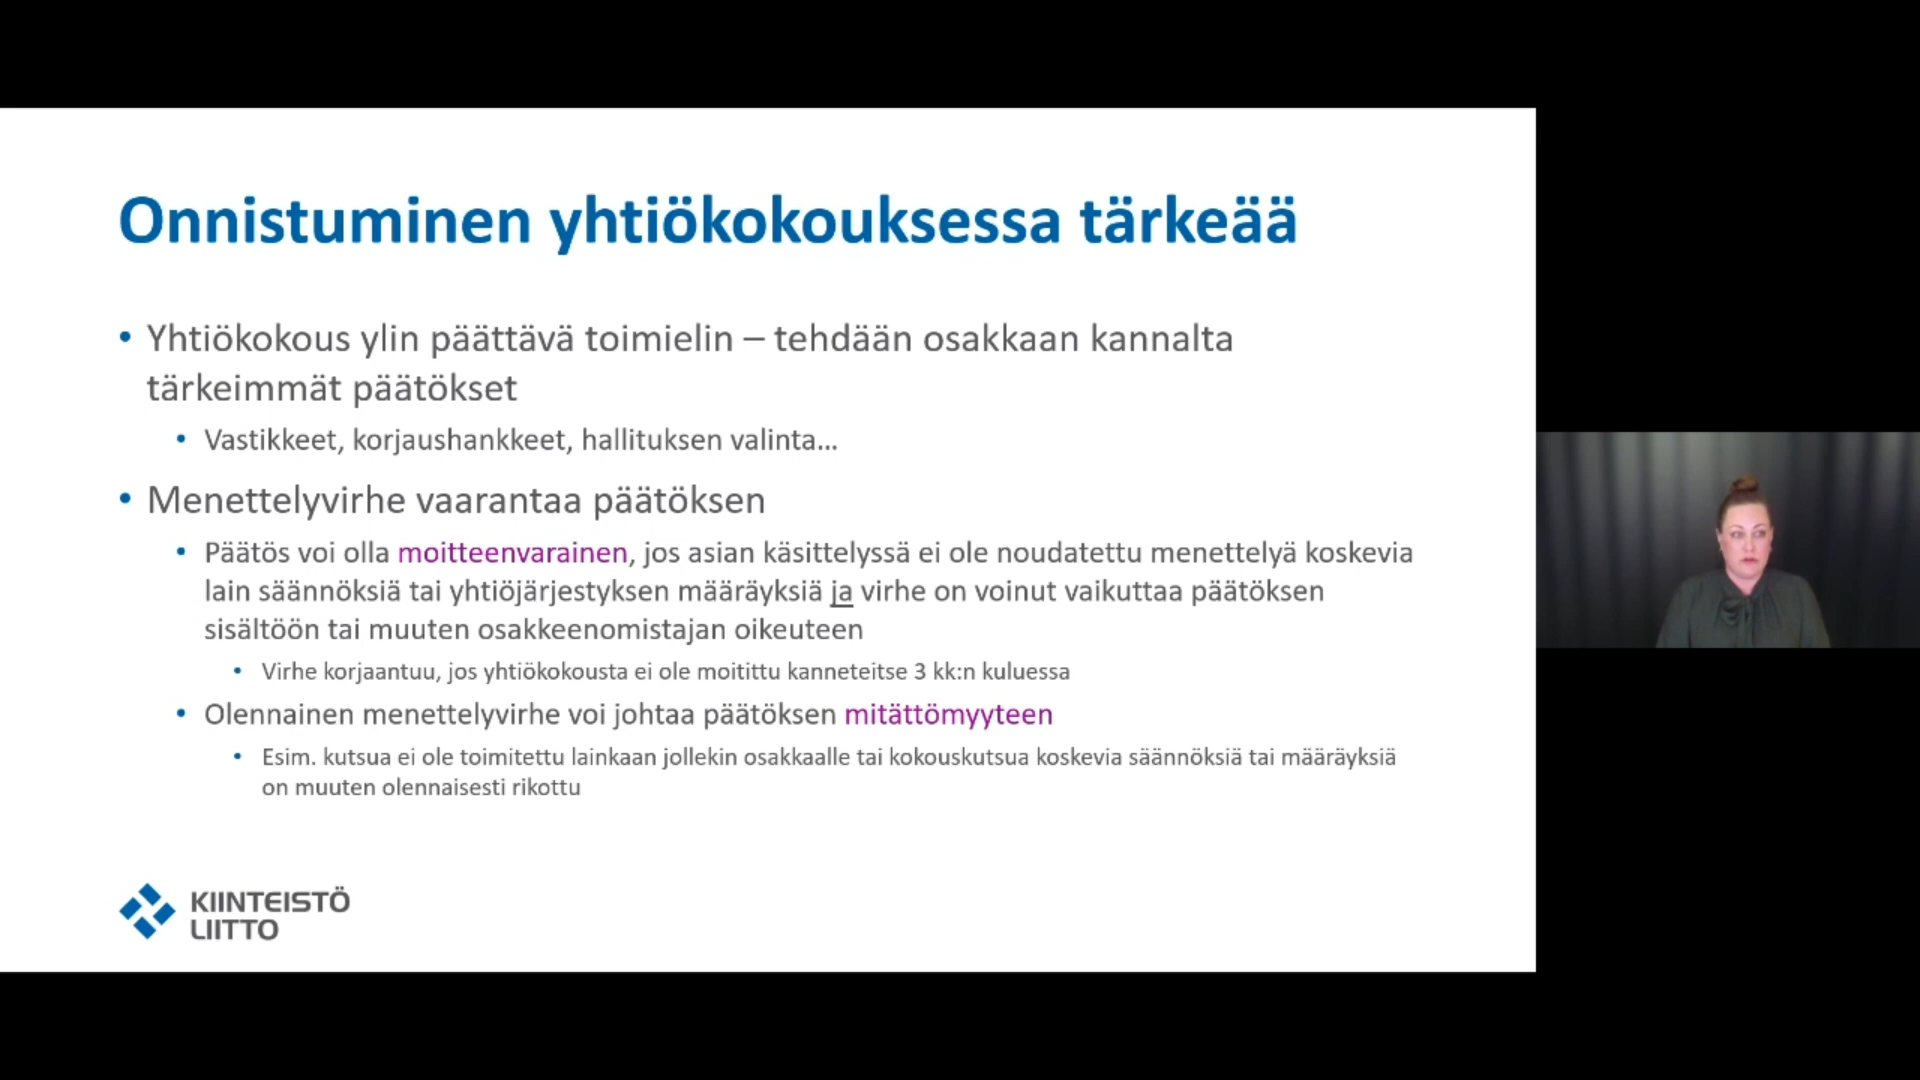 Onnistuminen yhtiökokouksessa tärkeää
• Yhtiökokous ylin päättävä toimielin – tehdään osakkaan kannalta
tärkeimmät päätökset
• Vastikkeet, korjaushankkeet, hallituksen valinta...
• Menettelyvirhe vaarantaa päätöksen
• Päätös voi olla moitteenvarainen, jos asian käsittelyssä ei ole noudatettu menettelyä koskevia
lain säännöksiä tai yhtiöjärjestyksen määräyksiä ja virhe on voinut vaikuttaa päätöksen
sisältöön tai muuten osakkeenomistajan oikeuteen
• Virhe korjaantuu, jos yhtiökokousta ei ole moitittu kanneteitse 3 kk:n kuluessa
• Olennainen menettelyvirhe voi johtaa päätöksen mitättömyyteen
• Esim. kutsua ei ole toimitettu lainkaan jollekin osakkaalle tai kokouskutsua koskevia säännöksiä tai määräyksiä
on muuten olennaisesti rikottu
KIINTEISTÖ
LIITTO